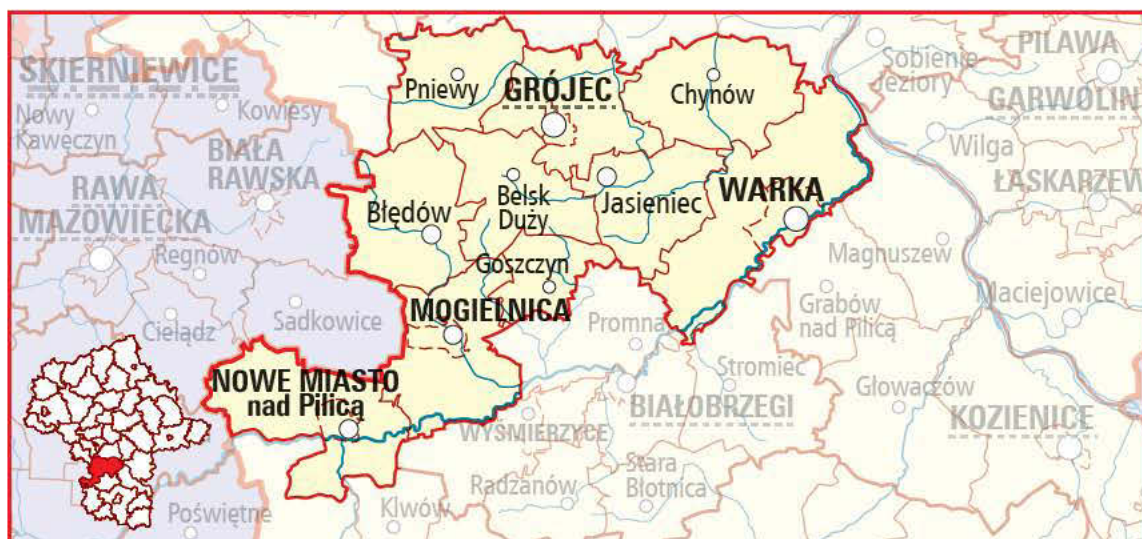 SKIERNIEWICE
Nowy
Kawęczyn
Kowiesy
BIAŁA
RAWSKA
RAWA
MAZOWIECKA
Regnów
Cielądz
Sadkowice
Pniewy
GRÓJEC
Chynów
Błędów
Belsk
Duży
Jasieniec
WARKA
Goszczyn
MOGIELNICA
NOWE MIASTO
nad Pilicą
Sobienie-
Jeziory
PILAWA
GARWOLIN
Wilga
ŁASKARZEW
Magnuszew
Maciejowice
Grabów
nad Pilicą
Promna
Stromiec
Głowaczów
BIAŁOBRZEGI
KOZIENICE
WYŚMIERZYCE
Stara
Błotnica
Radzanów
Klwów
Poświętne